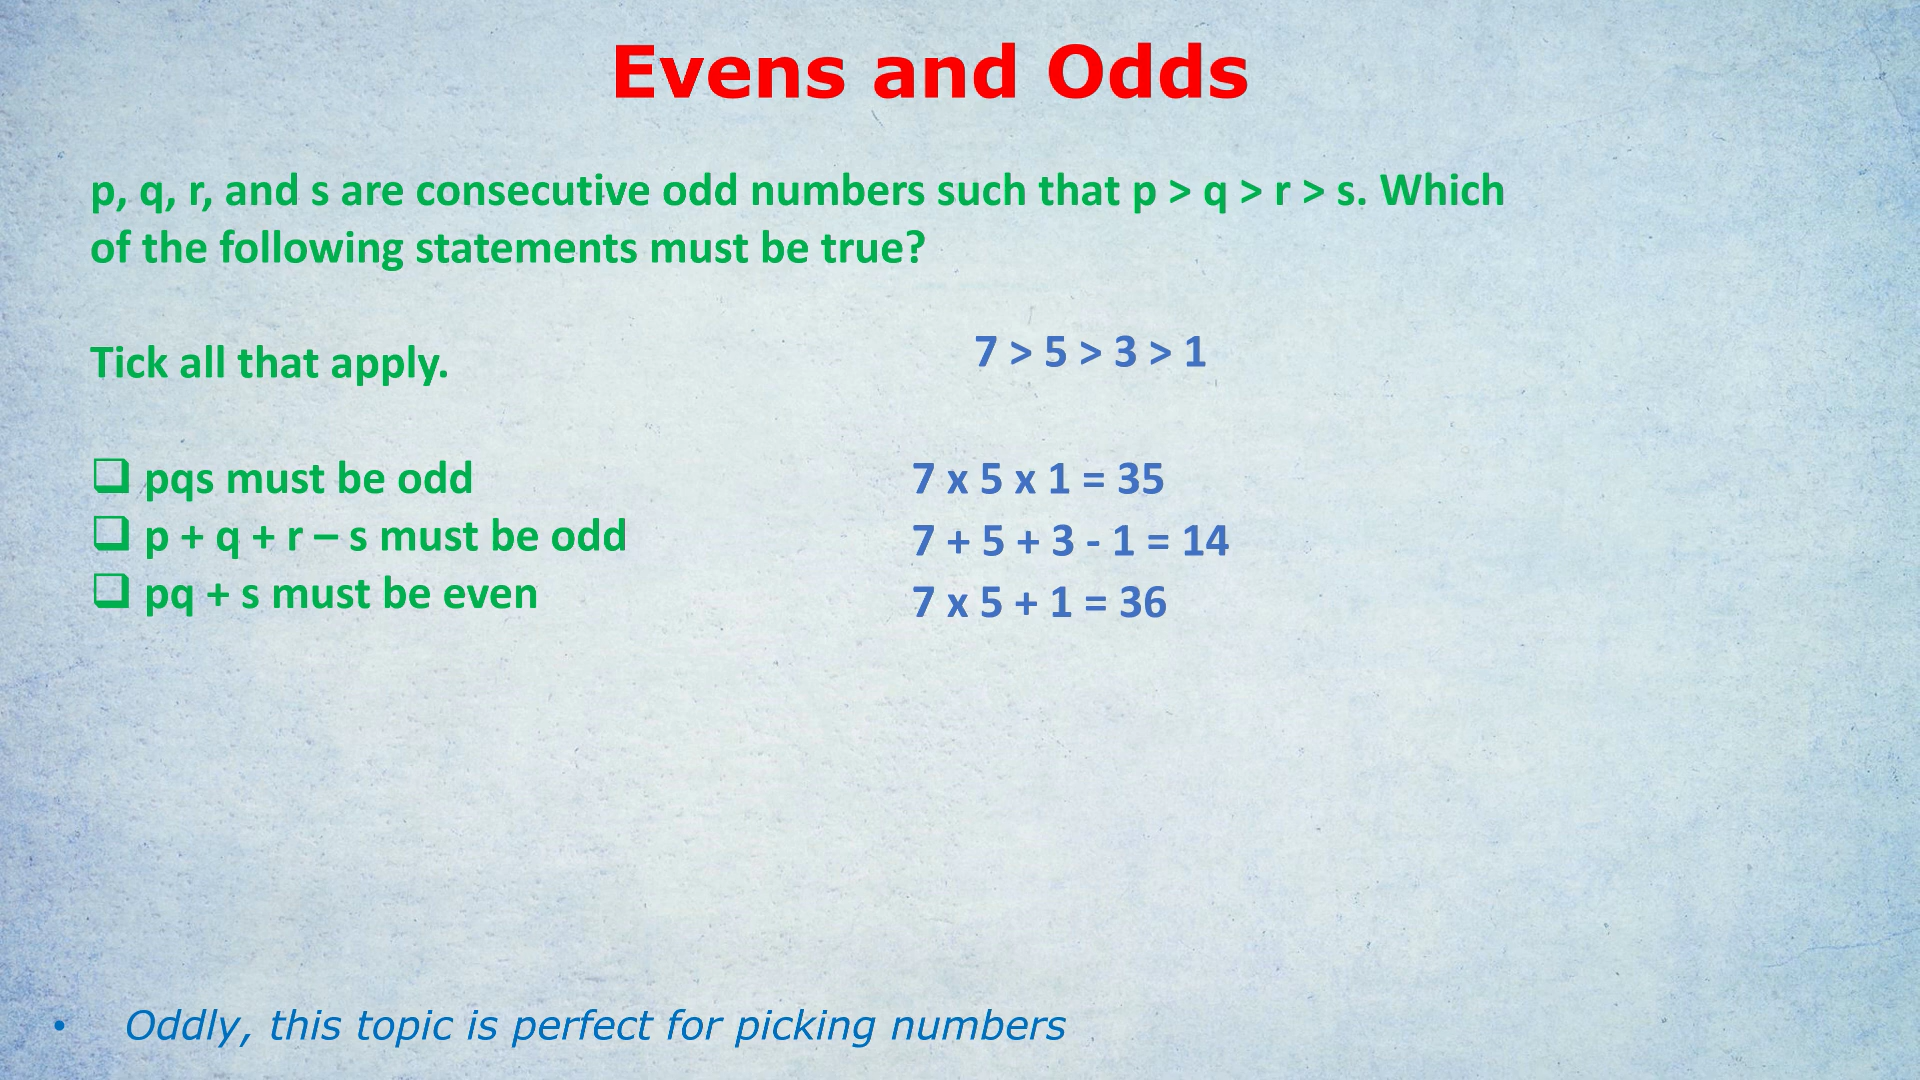 Evens and Odds
p, q, r, and s are consecutive odd numbers such that p > q > r > s. Which
of the following statements must be true?
Tick all that apply.
7 > 5 > 3 > 1
❑ pqs must be odd
7 x 5 x 1 = 35
❑ p + q + r – s must be odd
7 + 5 + 3 - 1 = 14
❑ pq + s must be even
7 x 5 + 1 = 36
• Oddly, this topic is perfect for picking numbers